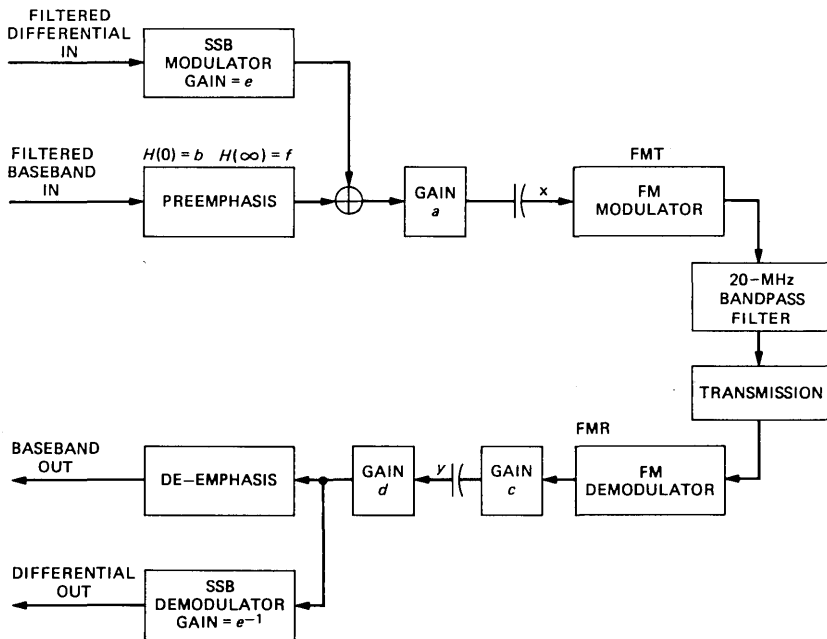 FILTERED
DIFFERENTIAL
IN
SSB
MODULATOR
GAIN = e
FILTERED
BASEBAND
IN
H(0) = b H(∞) = f
PREEMPHASIS
GAIN
a
x
FMT
FM
MODULATOR
20-MHz
BANDPASS
FILTER
TRANSMISSION
FMR
FM
DEMODULATOR
GAIN
c
y
GAIN
d
DE-EMPHASIS
BASEBAND
OUT
SSB
DEMODULATOR
GAIN = e⁻¹
DIFFERENTIAL
OUT